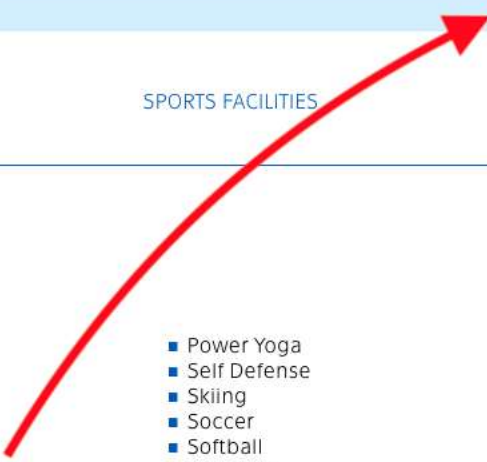 SPORTS FACILITIES
Power Yoga
Self Defense
Skiing
Soccer
Softball